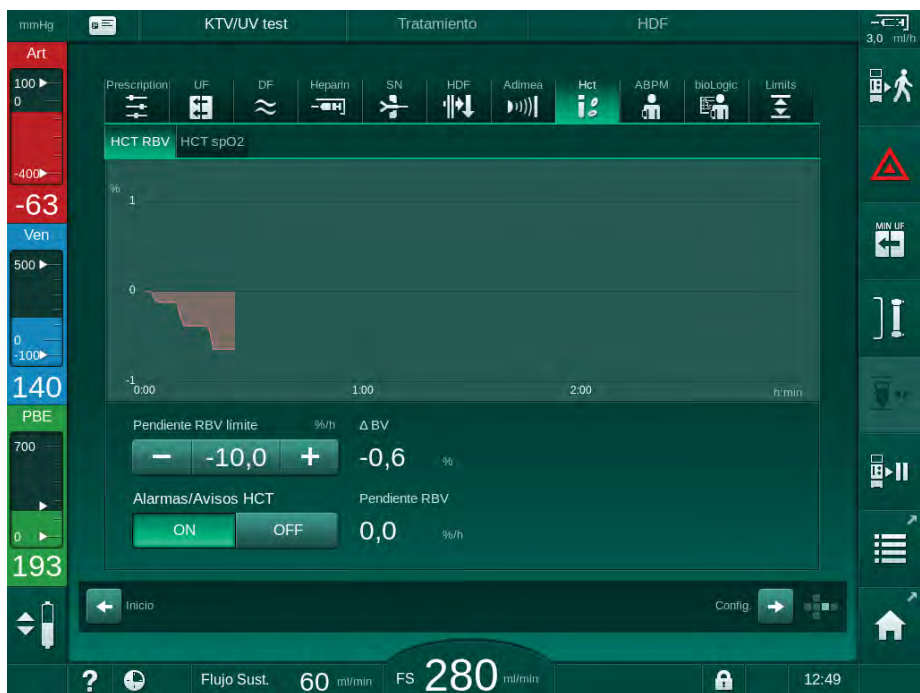 mmHg
KTV/UV test
Tratamiento
HDF
3,0 ml/h
Art
100
0
-400
-63
Ven
500
0
-100
140
PBE
700
0
193
Prescription
UF
DF
Heparin
SN
HDF
Adimea
Hct
ABPM
bioLogic
Limits
HCT RBV
HCT spO2
%
1
0
-1
0:00
1:00
2:00
h:min
Pendiente RBV límite %/h
-10,0
Δ BV
-0,6 %
Alarmas/Avisos HCT
ON
OFF
Pendiente RBV
0,0 %/h
MIN UF
Inicio
Config.
?
Flujo Sust. 60 ml/min
FS 280 ml/min
12:49